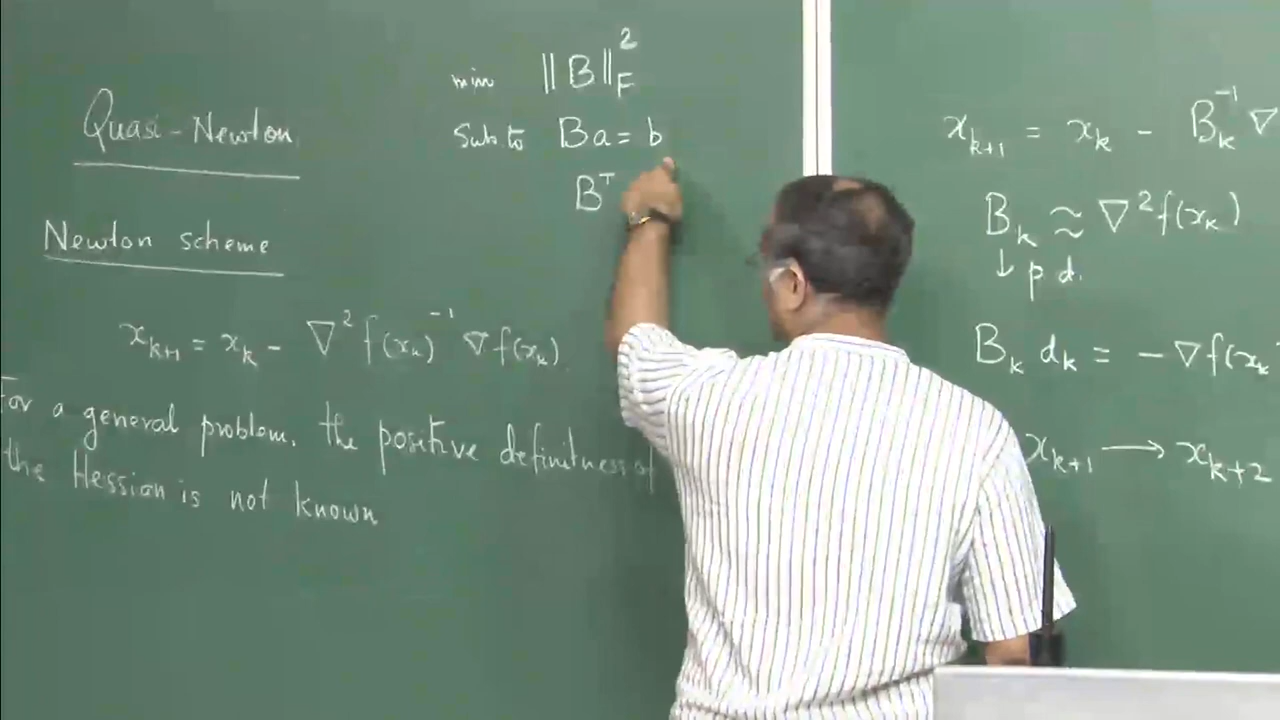 Quasi-Newton
Newton scheme
x_{k+1} = x_k - ∇²f(x_k)⁻¹ ∇f(x_k)
For a general problem, the positive definitness of
the Hessian is not known
min ‖B‖²_F
Sub. to Ba = b
Bᵀ
x_{k+1} = x_k - B_k⁻¹ ∇
B_k ≈ ∇²f(x_k)
↓ p.d.
B_k d_k = -∇f(x_k
x_{k+1} ⟶ x_{k+2}